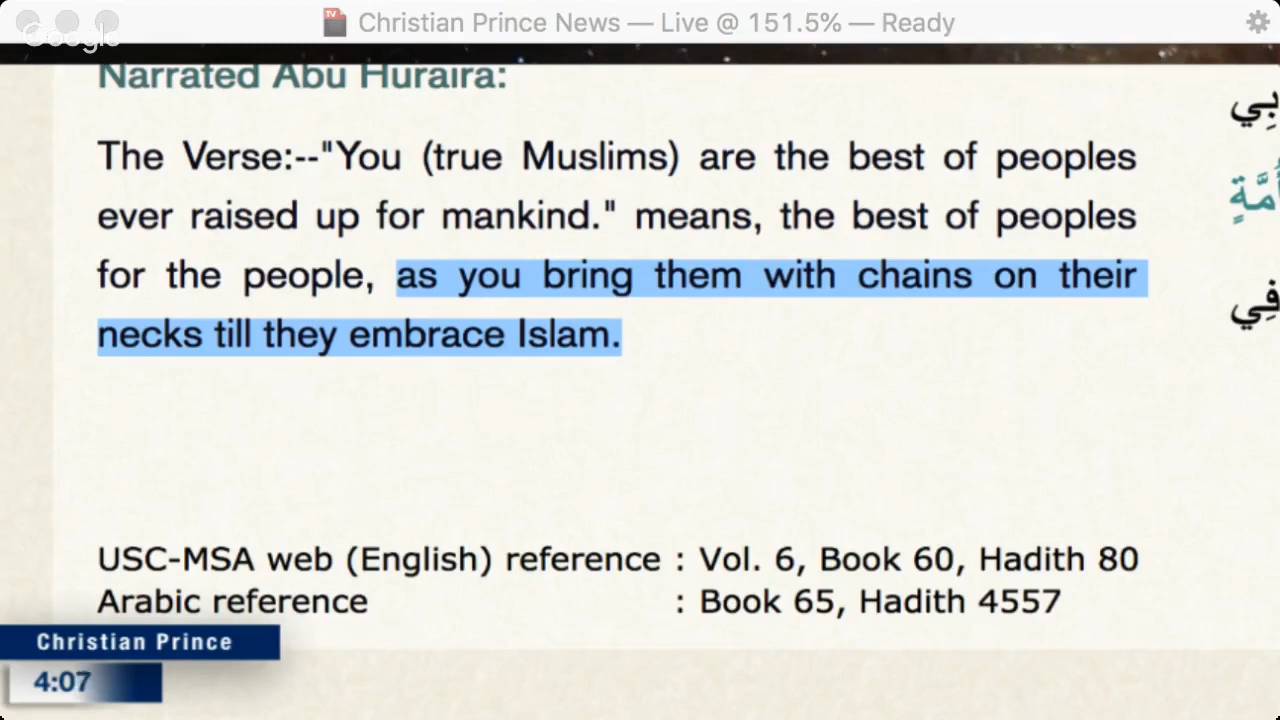 Christian Prince News — Live @ 151.5% — Ready
Google
Narrated Abu Huraira:
The Verse:--"You (true Muslims) are the best of peoples
ever raised up for mankind." means, the best of peoples
for the people, as you bring them with chains on their
necks till they embrace Islam.
USC-MSA web (English) reference : Vol. 6, Book 60, Hadith 80
Arabic reference : Book 65, Hadith 4557
Christian Prince
4:07